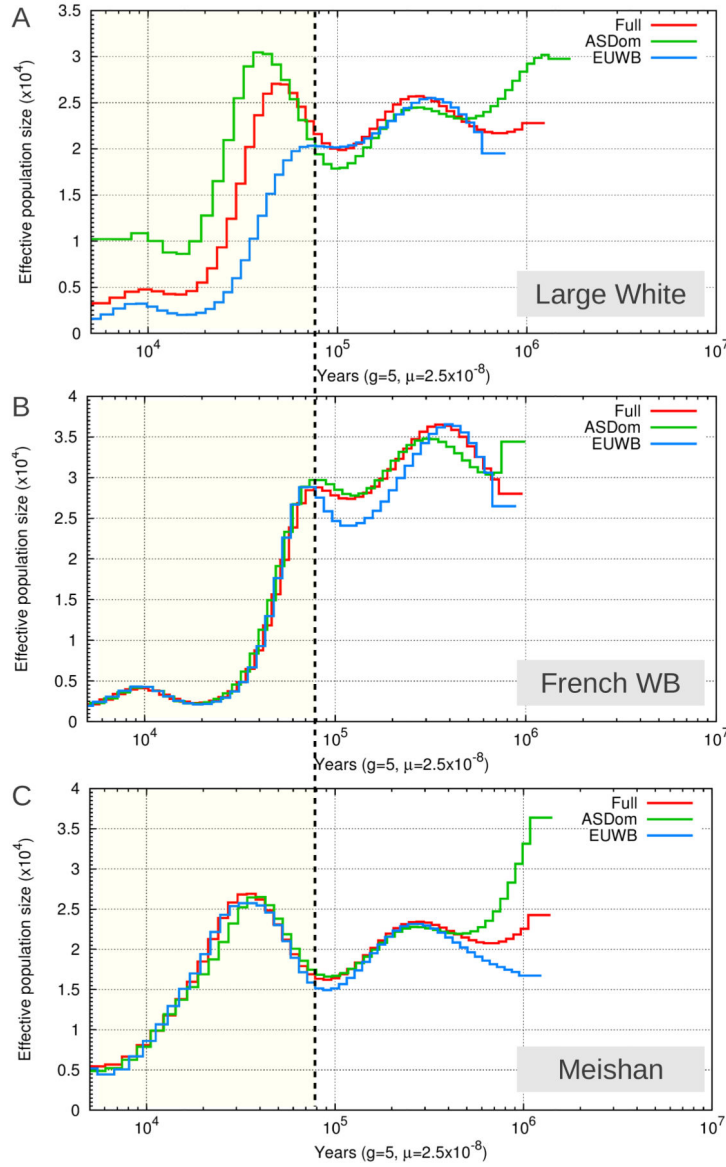 A
Effective population size (x10⁴)
3.5
3
2.5
2
1.5
1
0.5
0
Full
ASDom
EUWB
Large White
10⁴
10⁵
10⁶
10⁷
Years (g=5, μ=2.5x10⁻⁸)
B
Effective population size (x10⁴)
4
3.5
3
2.5
2
1.5
1
0.5
0
Full
ASDom
EUWB
French WB
10⁴
10⁵
10⁶
10⁷
Years (g=5, μ=2.5x10⁻⁸)
C
Effective population size (x10⁴)
4
3.5
3
2.5
2
1.5
1
0.5
0
Full
ASDom
EUWB
Meishan
10⁴
10⁵
10⁶
10⁷
Years (g=5, μ=2.5x10⁻⁸)